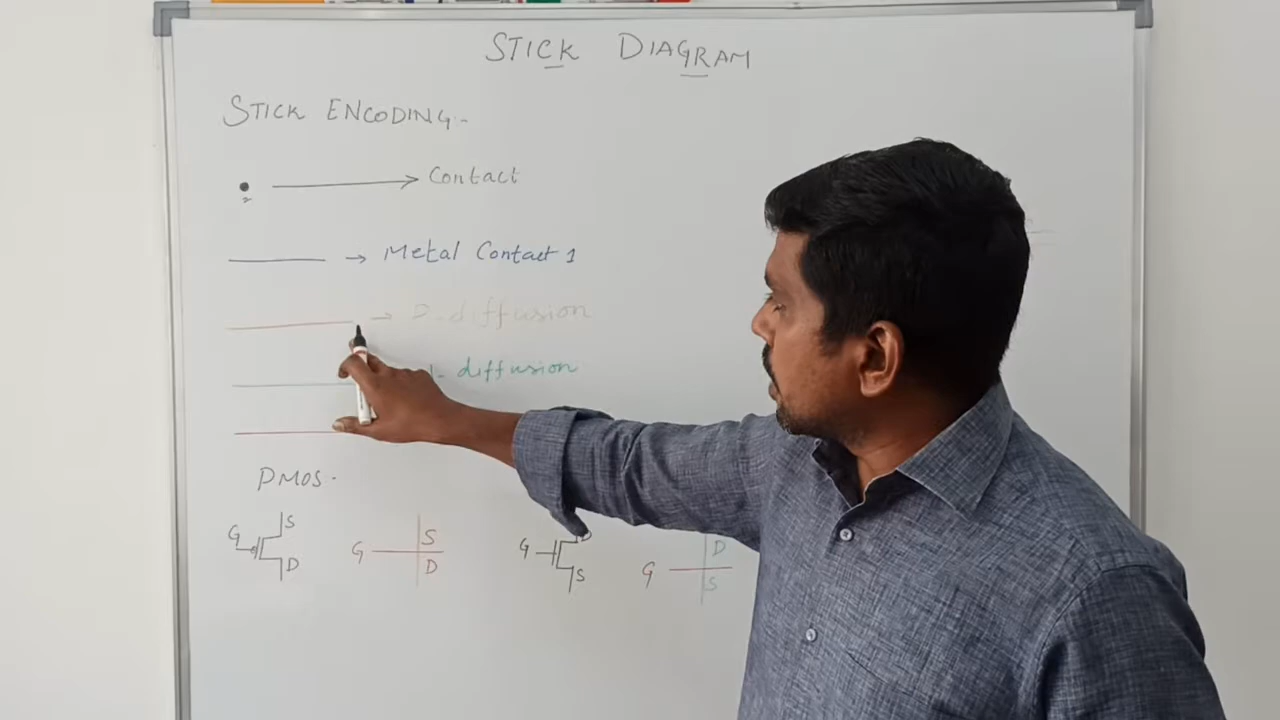 STICK DIAGRAM
STICK ENCODING:-
Contact
Metal Contact 1
P-diffusion
- diffusion
PMOS.
G S D
G S D
G D S
G D S